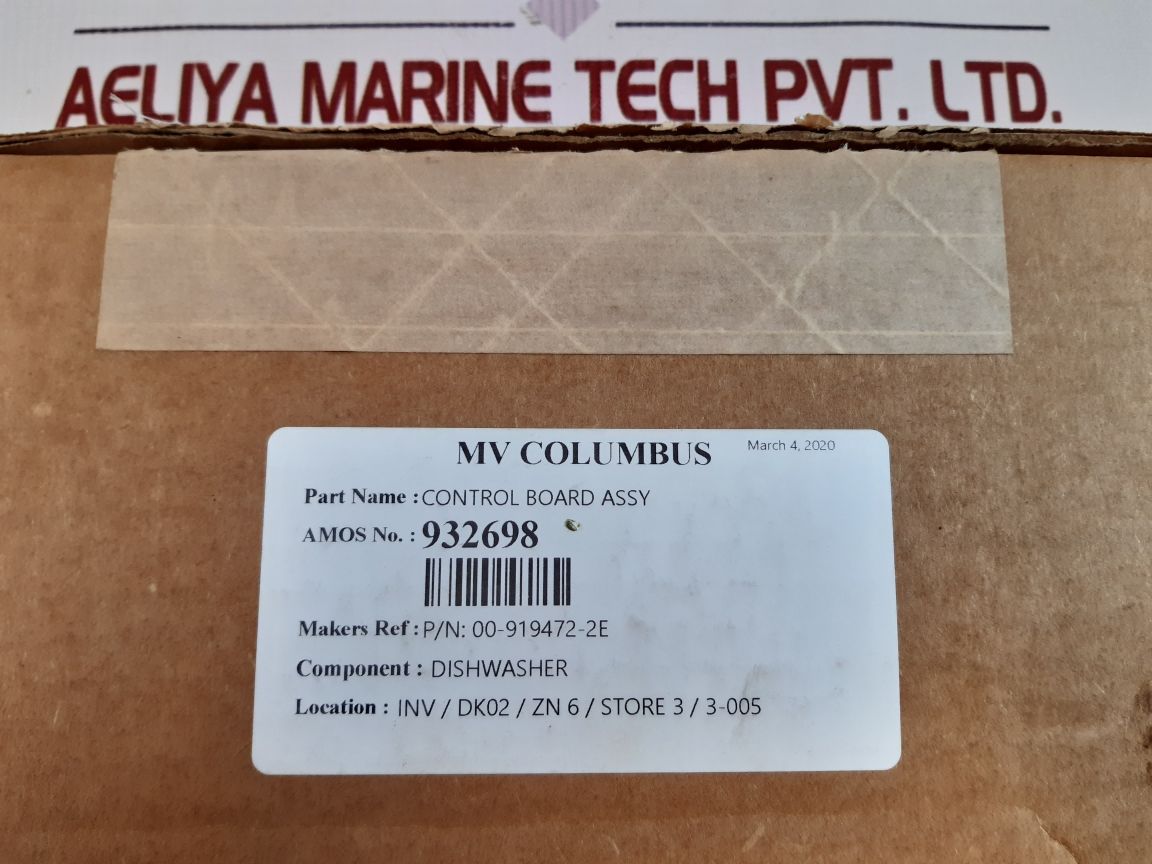 AELIYA MARINE TECH PVT. LTD.
MV COLUMBUS March 4, 2020
Part Name : CONTROL BOARD ASSY
AMOS No. : 932698
Makers Ref : P/N: 00-919472-2E
Component : DISHWASHER
Location : INV / DK02 / ZN 6 / STORE 3 / 3-005